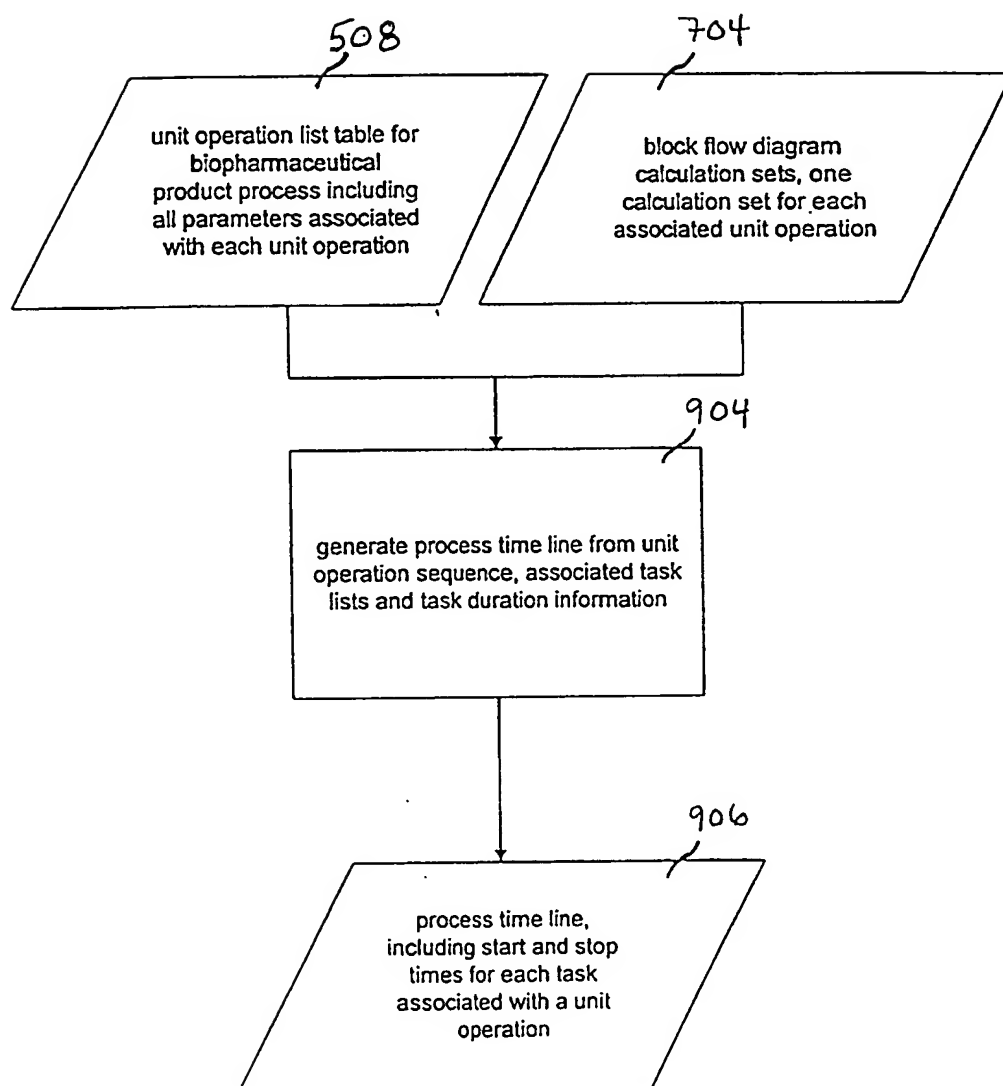 508
704
unit operation list table for
biopharmaceutical
product process including
all parameters associated
with each unit operation
block flow diagram
calculation sets, one
calculation set for each
associated unit operation
904
generate process time line from unit
operation sequence, associated task
lists and task duration information
906
process time line,
including start and stop
times for each task
associated with a unit
operation